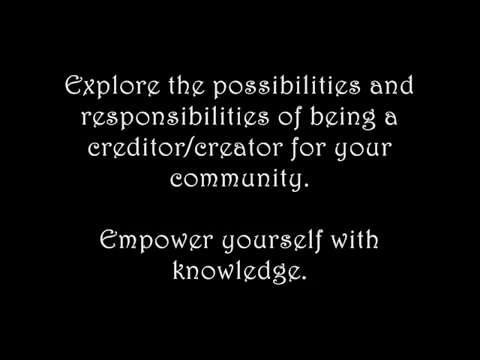 Explore the possibilities and
responsibilities of being a
creditor/creator for your
community.
Empower yourself with
knowledge.